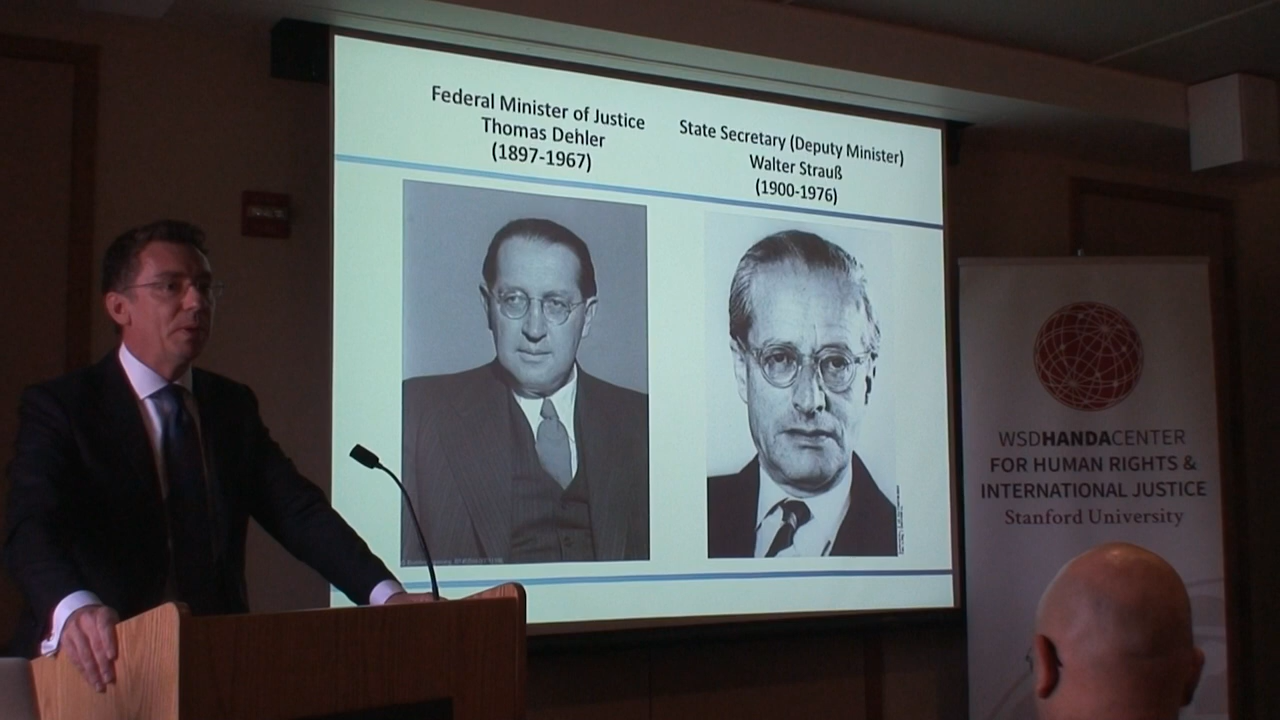 Federal Minister of Justice
Thomas Dehler
(1897-1967)
State Secretary (Deputy Minister)
Walter Strauß
(1900-1976)
WSDHANDACENTER
FOR HUMAN RIGHTS &
INTERNATIONAL JUSTICE
Stanford University